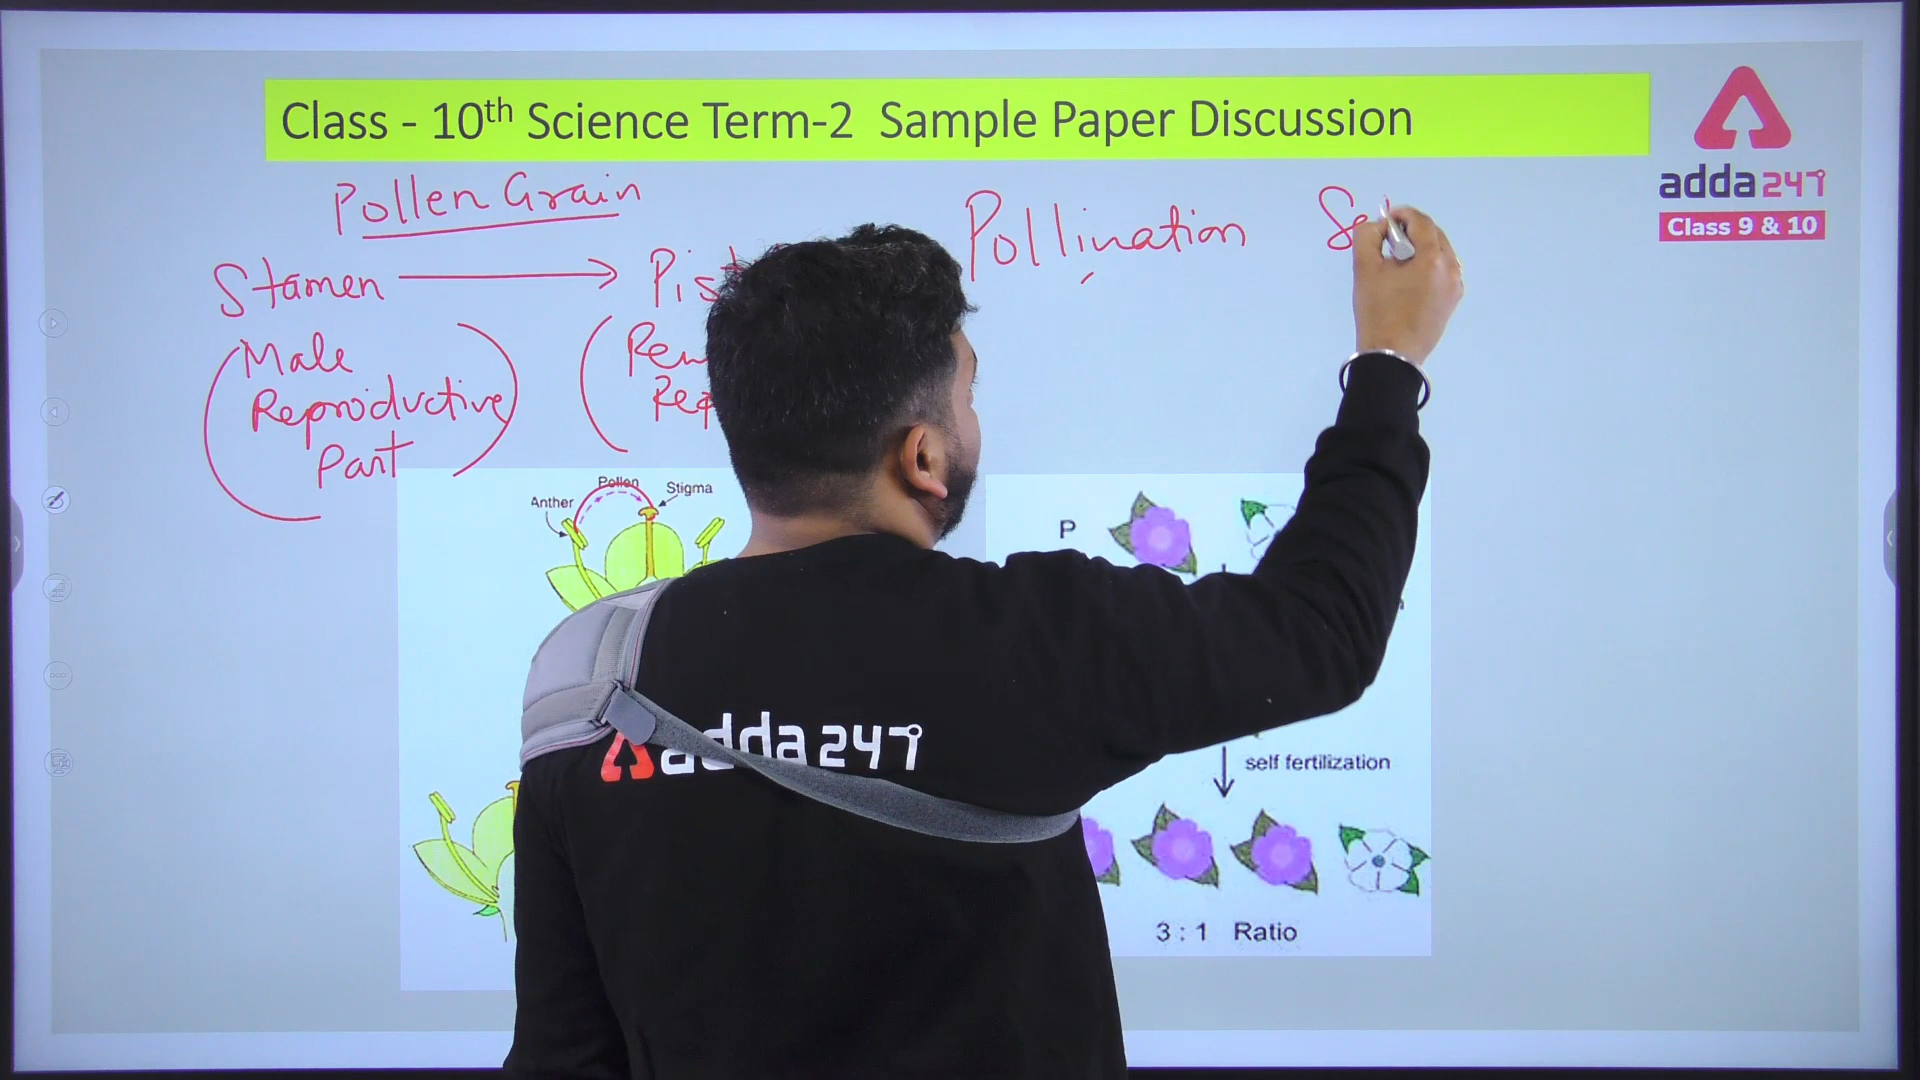 Class - 10th Science Term-2 Sample Paper Discussion
adda247
Class 9 & 10
Pollen Grain
Stamen
Male
Reproductive
Part
Pollination
Anther
Pollen
Stigma
P
self fertilization
3 : 1 Ratio
adda247